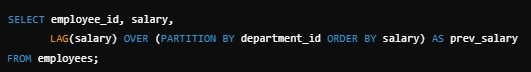 SELECT employee_id, salary,
LAG(salary) OVER (PARTITION BY department_id ORDER BY salary) AS prev_salary
FROM employees;